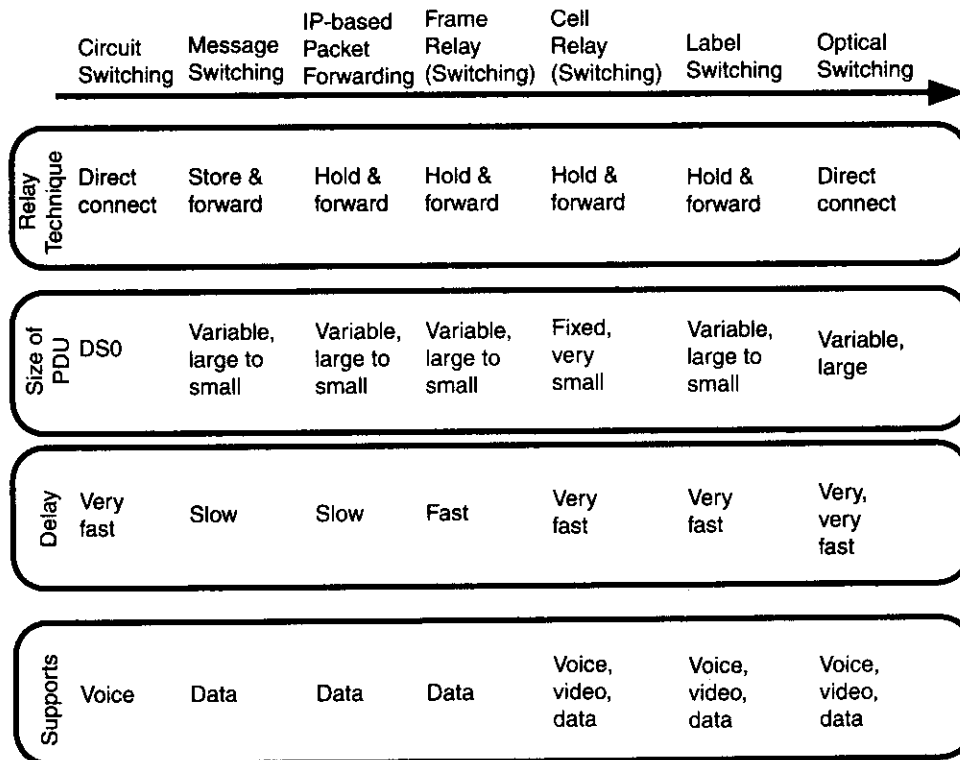 Circuit Switching
Message Switching
IP-based Packet Forwarding
Frame Relay (Switching)
Cell Relay (Switching)
Label Switching
Optical Switching
Relay Technique
Direct connect
Store & forward
Hold & forward
Hold & forward
Hold & forward
Hold & forward
Direct connect
Size of PDU
DS0
Variable, large to small
Variable, large to small
Variable, large to small
Fixed, very small
Variable, large to small
Variable, large
Delay
Very fast
Slow
Slow
Fast
Very fast
Very fast
Very, very fast
Supports
Voice
Data
Data
Data
Voice, video, data
Voice, video, data
Voice, video, data